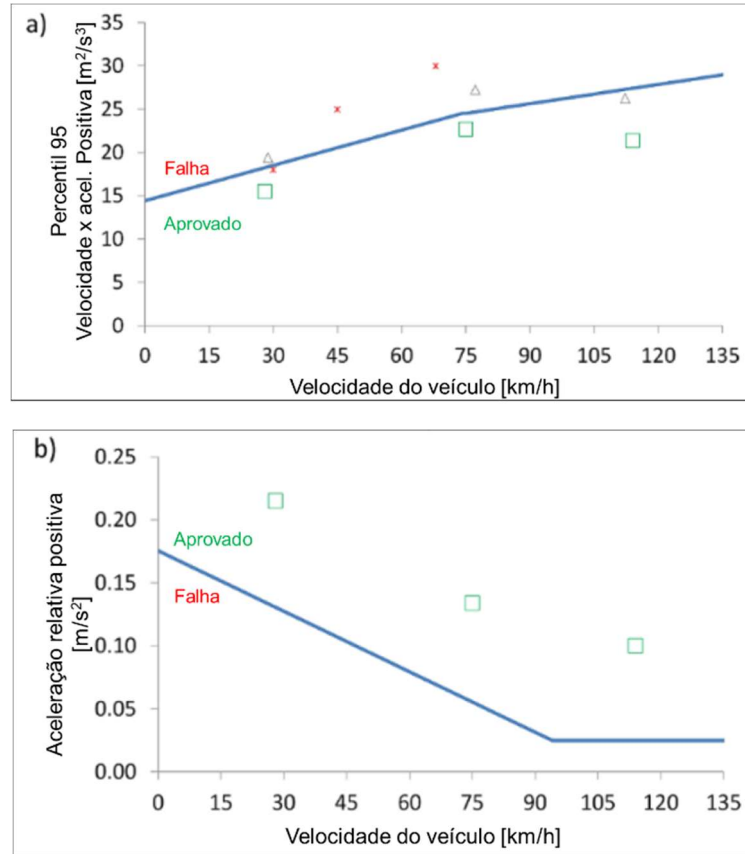 a)
Percentil 95
Velocidade x acel. Positiva [m²/s³]
35
30
25
20
15
10
5
0
Falha
Aprovado
0 15 30 45 60 75 90 105 120 135
Velocidade do veículo [km/h]
b)
Aceleração relativa positiva
[m/s²]
0.25
0.20
0.15
0.10
0.05
0.00
Aprovado
Falha
0 15 30 45 60 75 90 105 120 135
Velocidade do veículo [km/h]